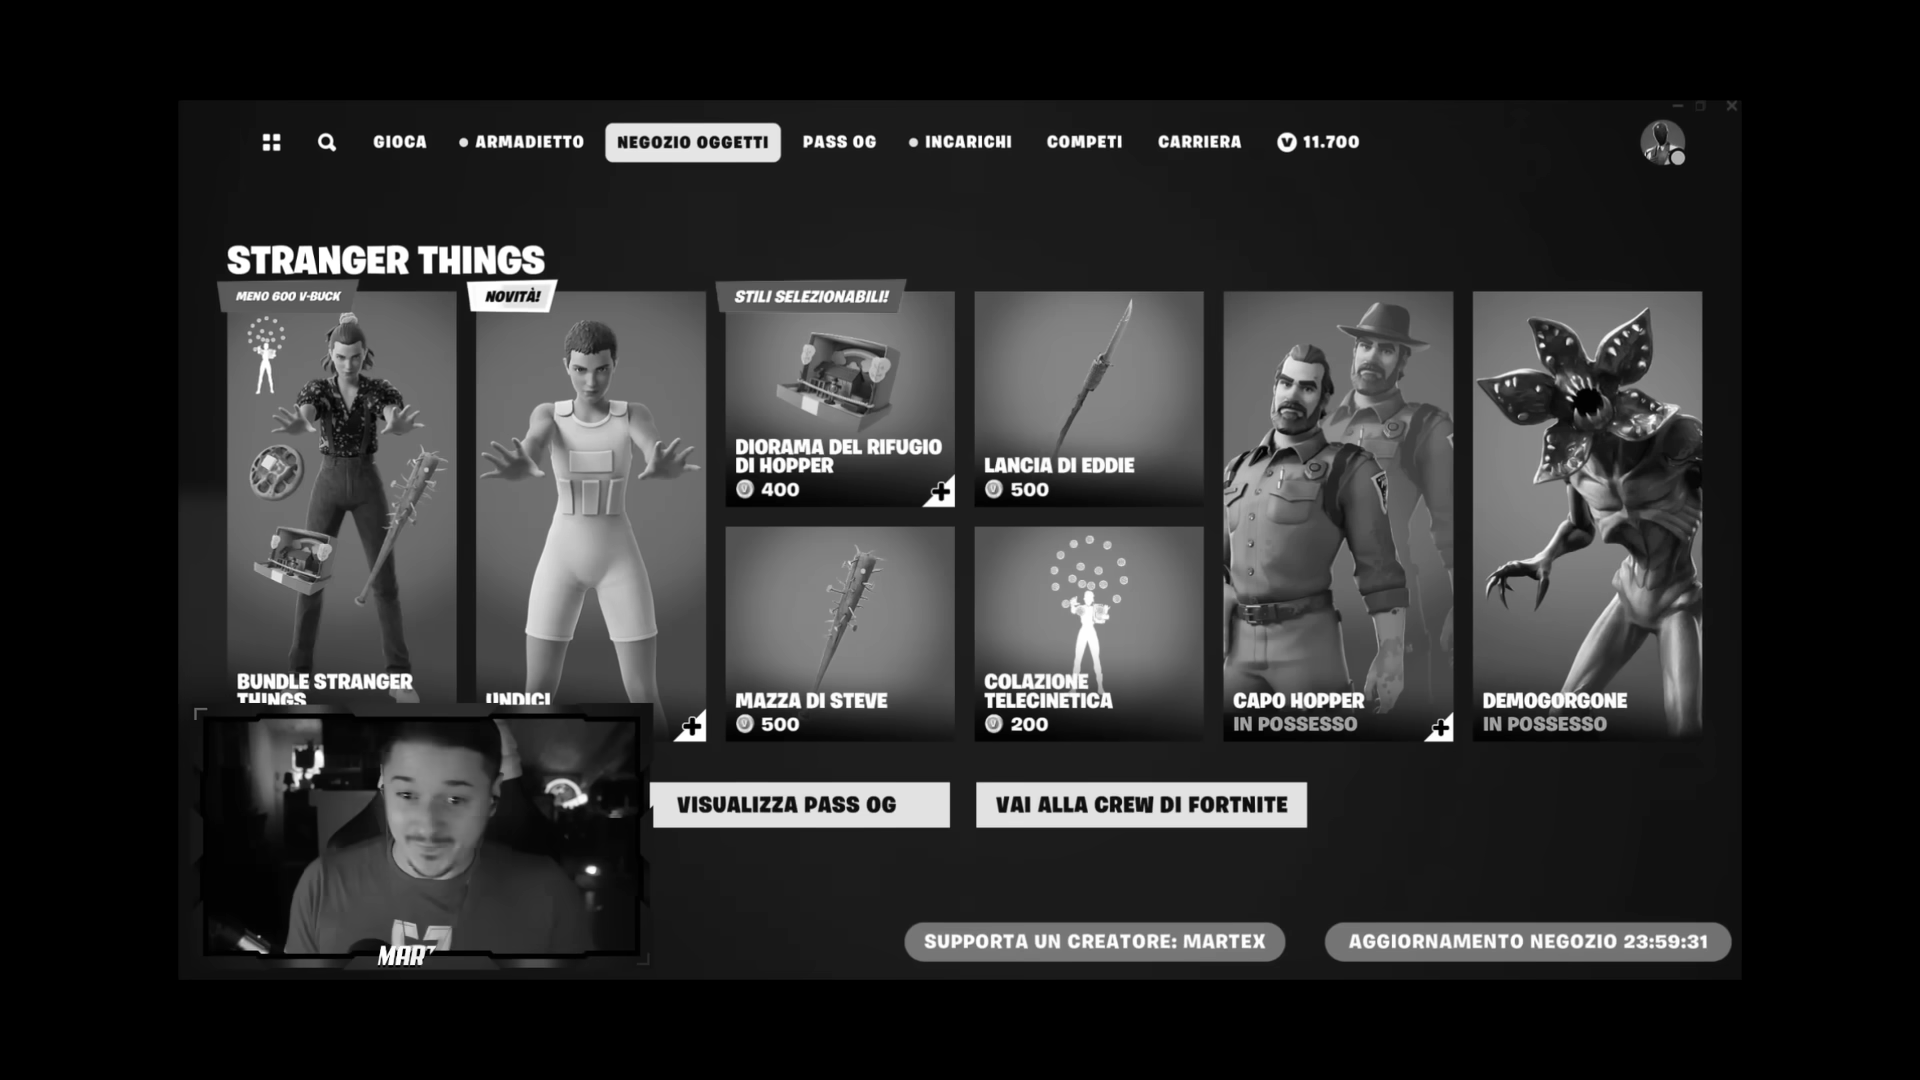 GIOCA
ARMADIETTO
NEGOZIO OGGETTI
PASS OG
INCARICHI
COMPETI
CARRIERA
11.700
STRANGER THINGS
MENO 600 V-BUCK
NOVITÀ!
STILI SELEZIONABILI!
BUNDLE STRANGER
THINGS
UNDICI
DIORAMA DEL RIFUGIO
DI HOPPER
400
LANCIA DI EDDIE
500
MAZZA DI STEVE
500
COLAZIONE
TELECINETICA
200
CAPO HOPPER
IN POSSESSO
DEMOGORGONE
IN POSSESSO
VISUALIZZA PASS OG
VAI ALLA CREW DI FORTNITE
MAR
SUPPORTA UN CREATORE: MARTEX
AGGIORNAMENTO NEGOZIO 23:59:31